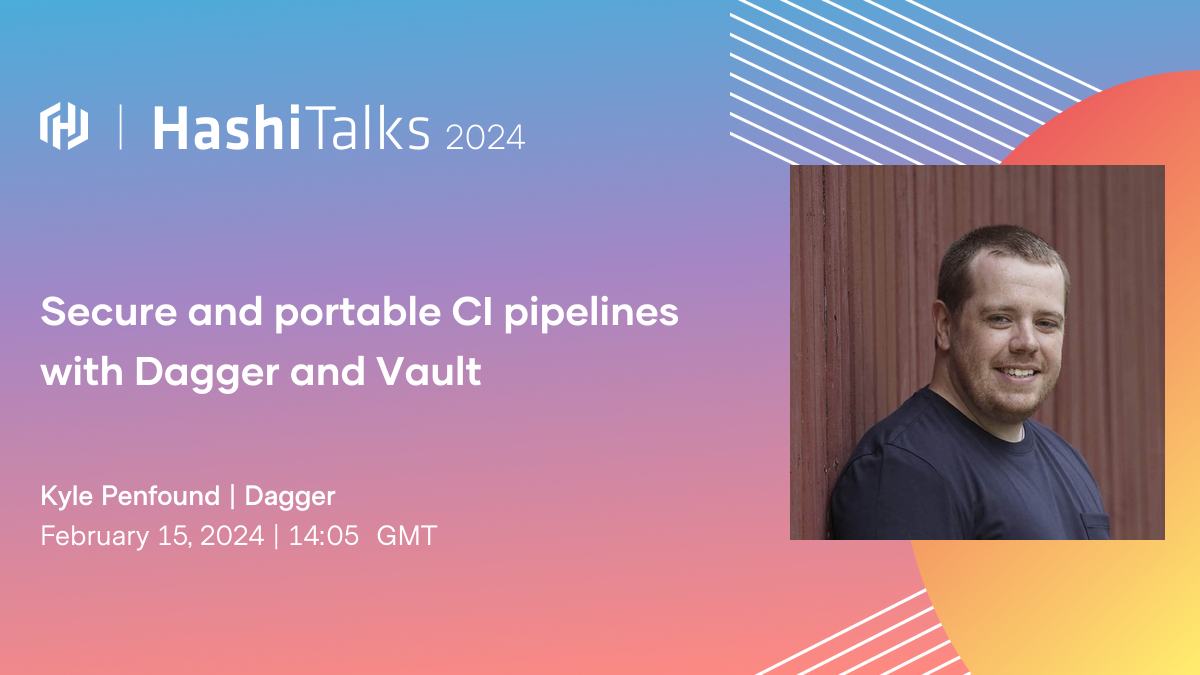 HashiTalks 2024
Secure and portable CI pipelines
with Dagger and Vault
Kyle Penfound | Dagger
February 15, 2024 | 14:05 GMT